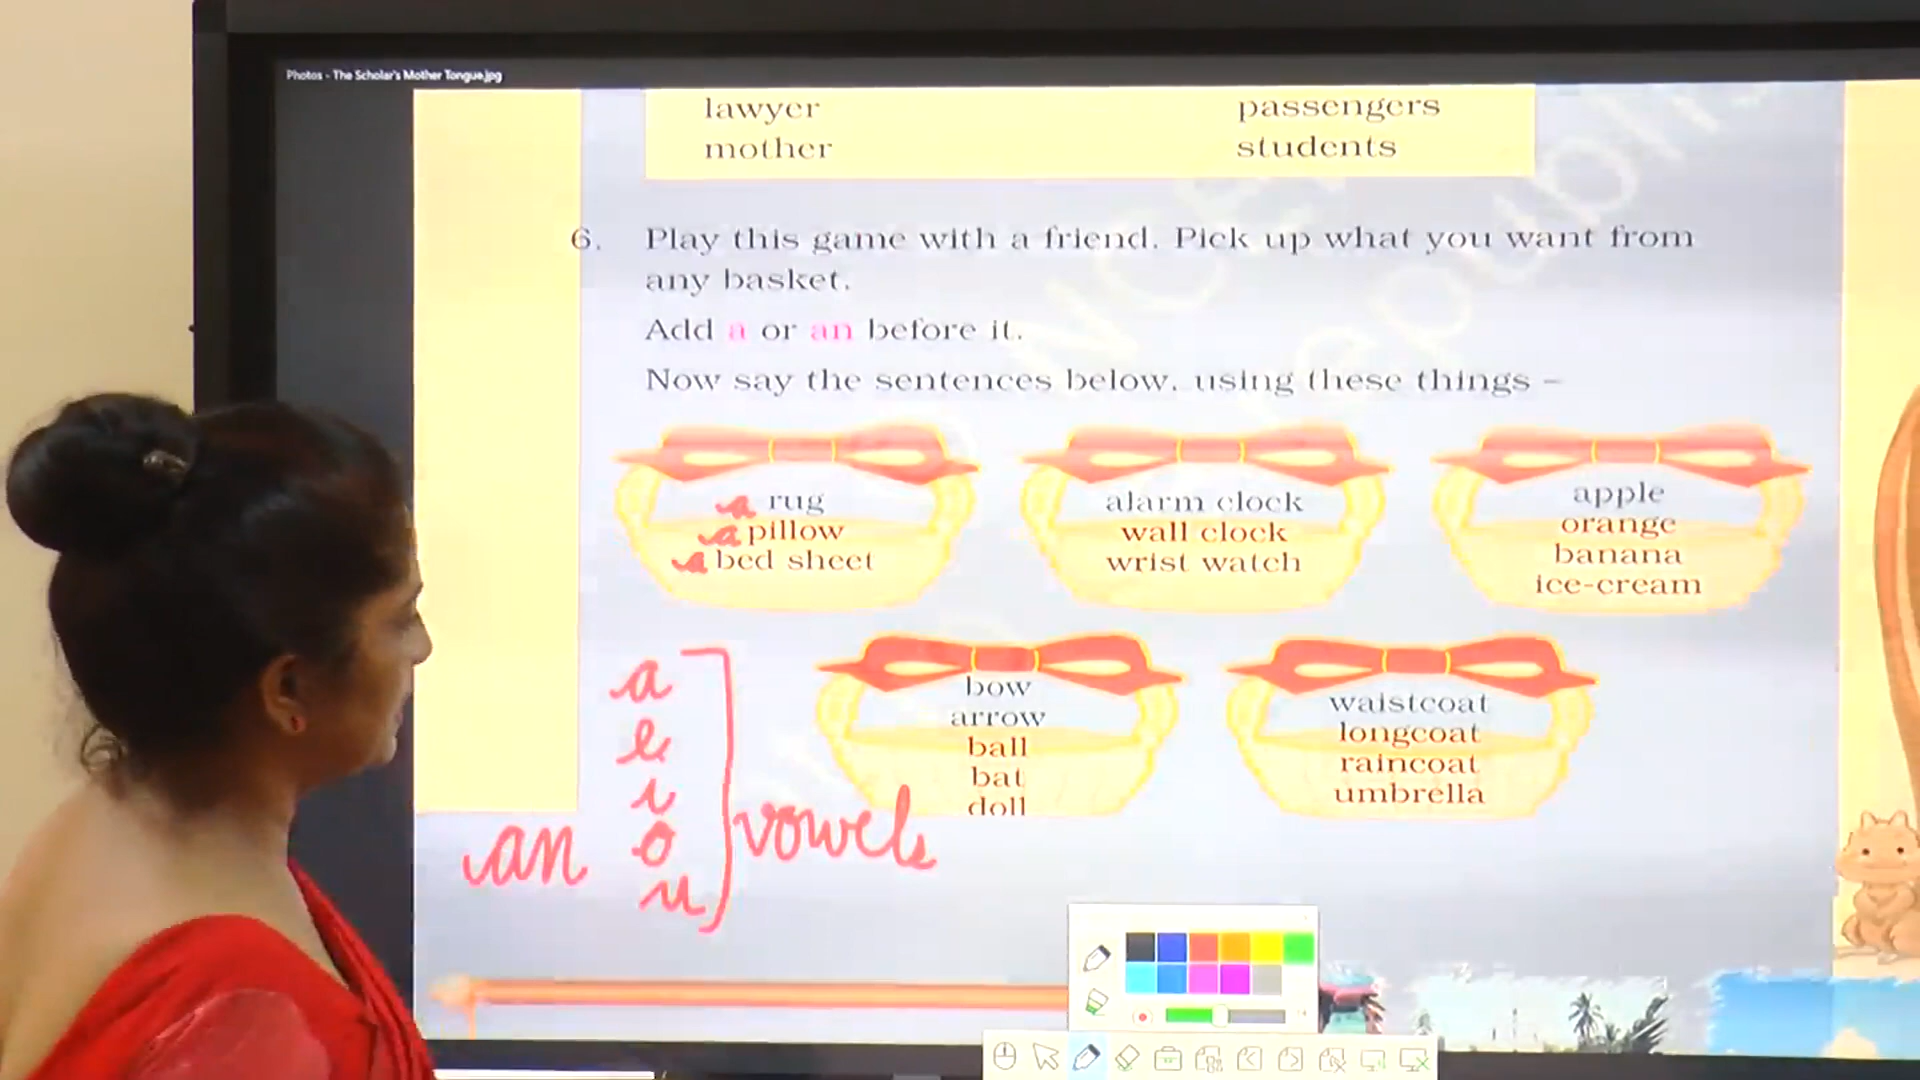 Photos - The Scholar's Mother Tongue.jpg
lawyer passengers
mother students
6. Play this game with a friend. Pick up what you want from
any basket.
Add a or an before it.
Now say the sentences below, using these things –
a rug
a pillow
a bed sheet
alarm clock
wall clock
wrist watch
apple
orange
banana
ice-cream
bow
arrow
ball
bat
doll
waistcoat
longcoat
raincoat
umbrella
an
a
e
i
o
u
vowels